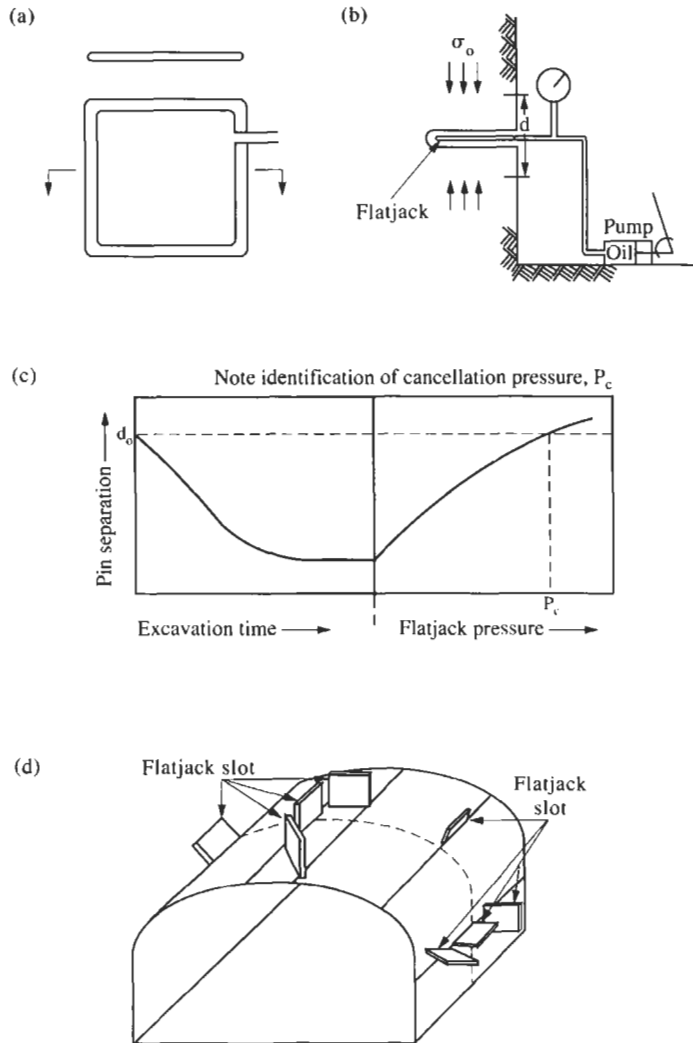 (a)
(b)
σo
d
Flatjack
Pump
Oil
(c)
Note identification of cancellation pressure, Pc
do
Pin separation
Pc
Excavation time
Flatjack pressure
(d)
Flatjack slot
Flatjack
slot